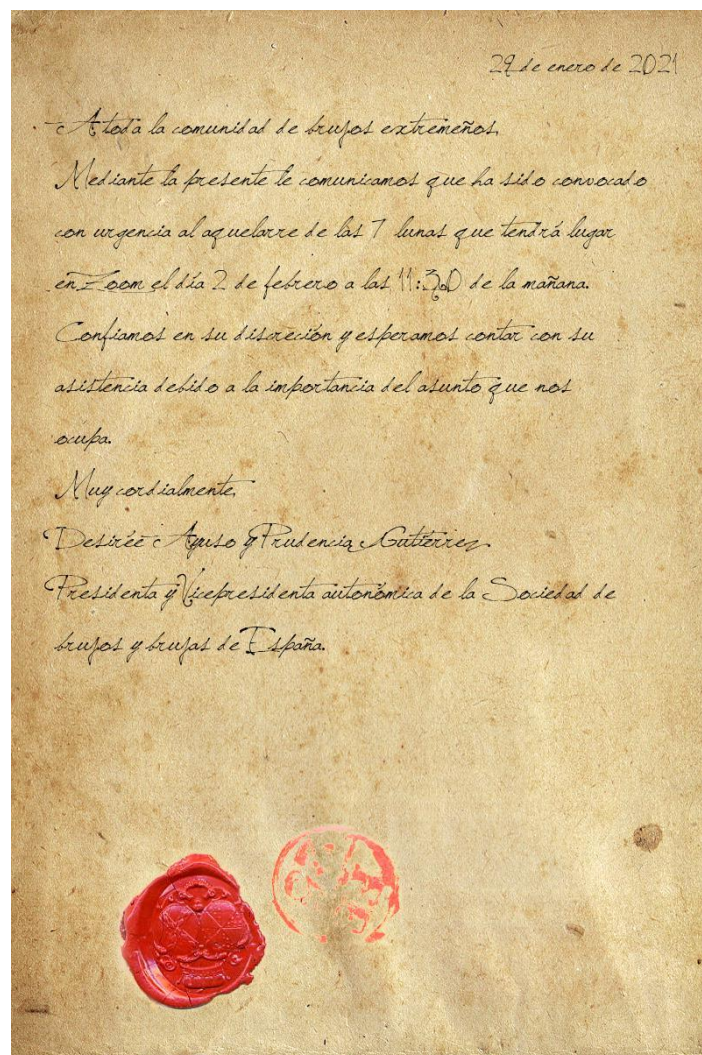 29 de enero de 2021
A toda la comunidad de brujos extremeños,
Mediante la presente le comunicamos que ha sido convocado
con urgencia al aquelarre de las 7 lunas que tendrá lugar
en Zoom el día 2 de febrero a las 11:30 de la mañana.
Confiamos en su discreción y esperamos contar con su
asistencia debido a la importancia del asunto que nos
ocupa.
Muy cordialmente,
Desirée Ayuso y Prudencia Gutiérrez
Presidenta y Vicepresidenta autonómica de la Sociedad de
brujos y brujas de España.